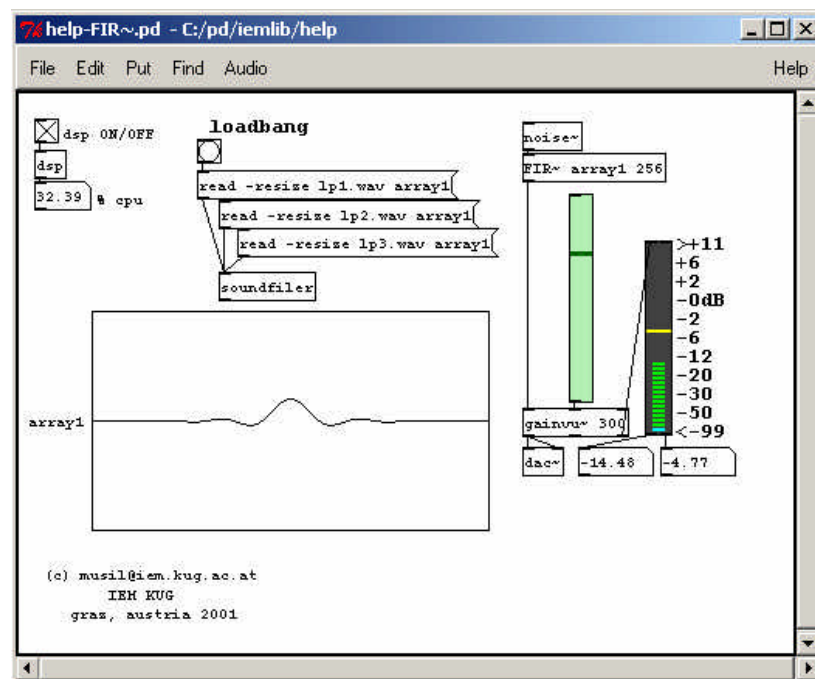 help-FIR~.pd - C:/pd/iemlib/help
File Edit Put Find Audio Help
dsp ON/OFF
dsp
32.39 % cpu
loadbang
read -resize lp1.wav array1
read -resize lp2.wav array1
read -resize lp3.wav array1
soundfiler
array1
noise~
FIR~ array1 256
>+11
+6
+2
-0dB
-2
-6
-12
-20
-30
-50
<-99
gainvu~ 300
dac~
-14.48
-4.77
(c) musil@iem.kug.ac.at
IEM KUG
graz, austria 2001